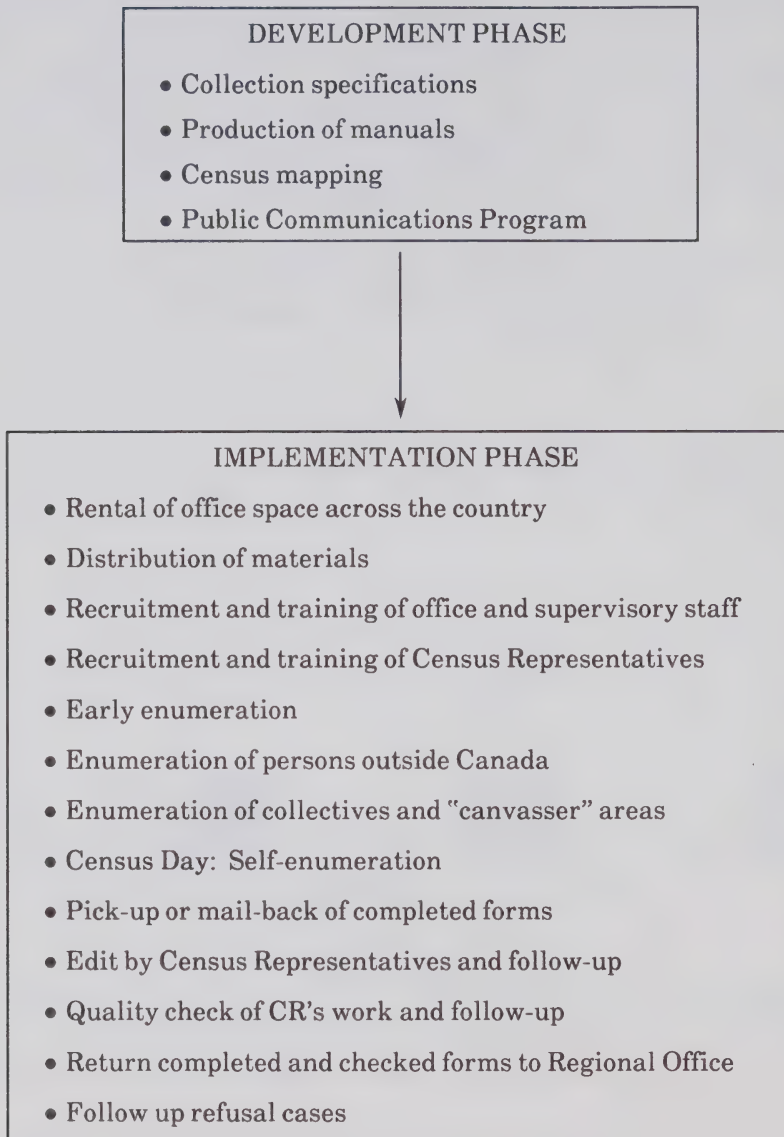 DEVELOPMENT PHASE
• Collection specifications
• Production of manuals
• Census mapping
• Public Communications Program
IMPLEMENTATION PHASE
• Rental of office space across the country
• Distribution of materials
• Recruitment and training of office and supervisory staff
• Recruitment and training of Census Representatives
• Early enumeration
• Enumeration of persons outside Canada
• Enumeration of collectives and "canvasser" areas
• Census Day: Self-enumeration
• Pick-up or mail-back of completed forms
• Edit by Census Representatives and follow-up
• Quality check of CR's work and follow-up
• Return completed and checked forms to Regional Office
• Follow up refusal cases